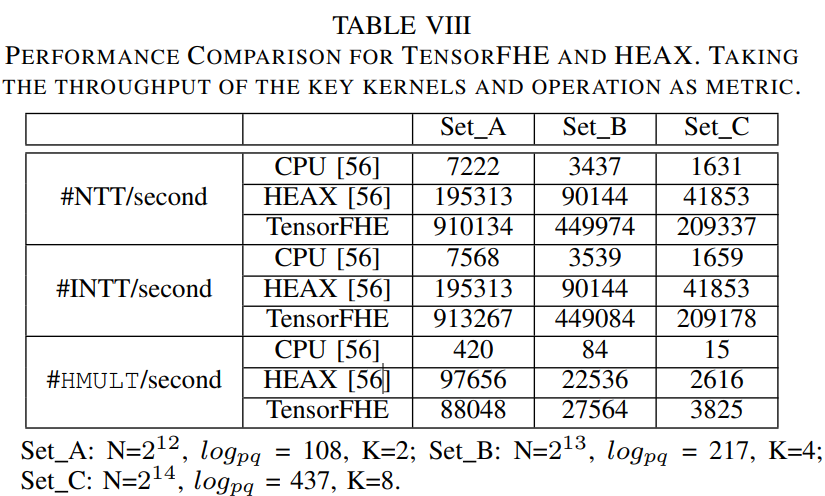 TABLE VIII
PERFORMANCE COMPARISON FOR TENSORFHE AND HEAX. TAKING
THE THROUGHPUT OF THE KEY KERNELS AND OPERATION AS METRIC.
Set_A Set_B Set_C
#NTT/second CPU [56] 7222 3437 1631
HEAX [56] 195313 90144 41853
TensorFHE 910134 449974 209337
#INTT/second CPU [56] 7568 3539 1659
HEAX [56] 195313 90144 41853
TensorFHE 913267 449084 209178
#HMULT/second CPU [56] 420 84 15
HEAX [56] 97656 22536 2616
TensorFHE 88048 27564 3825
Set_A: N=2^12, log_pq = 108, K=2; Set_B: N=2^13, log_pq = 217, K=4;
Set_C: N=2^14, log_pq = 437, K=8.